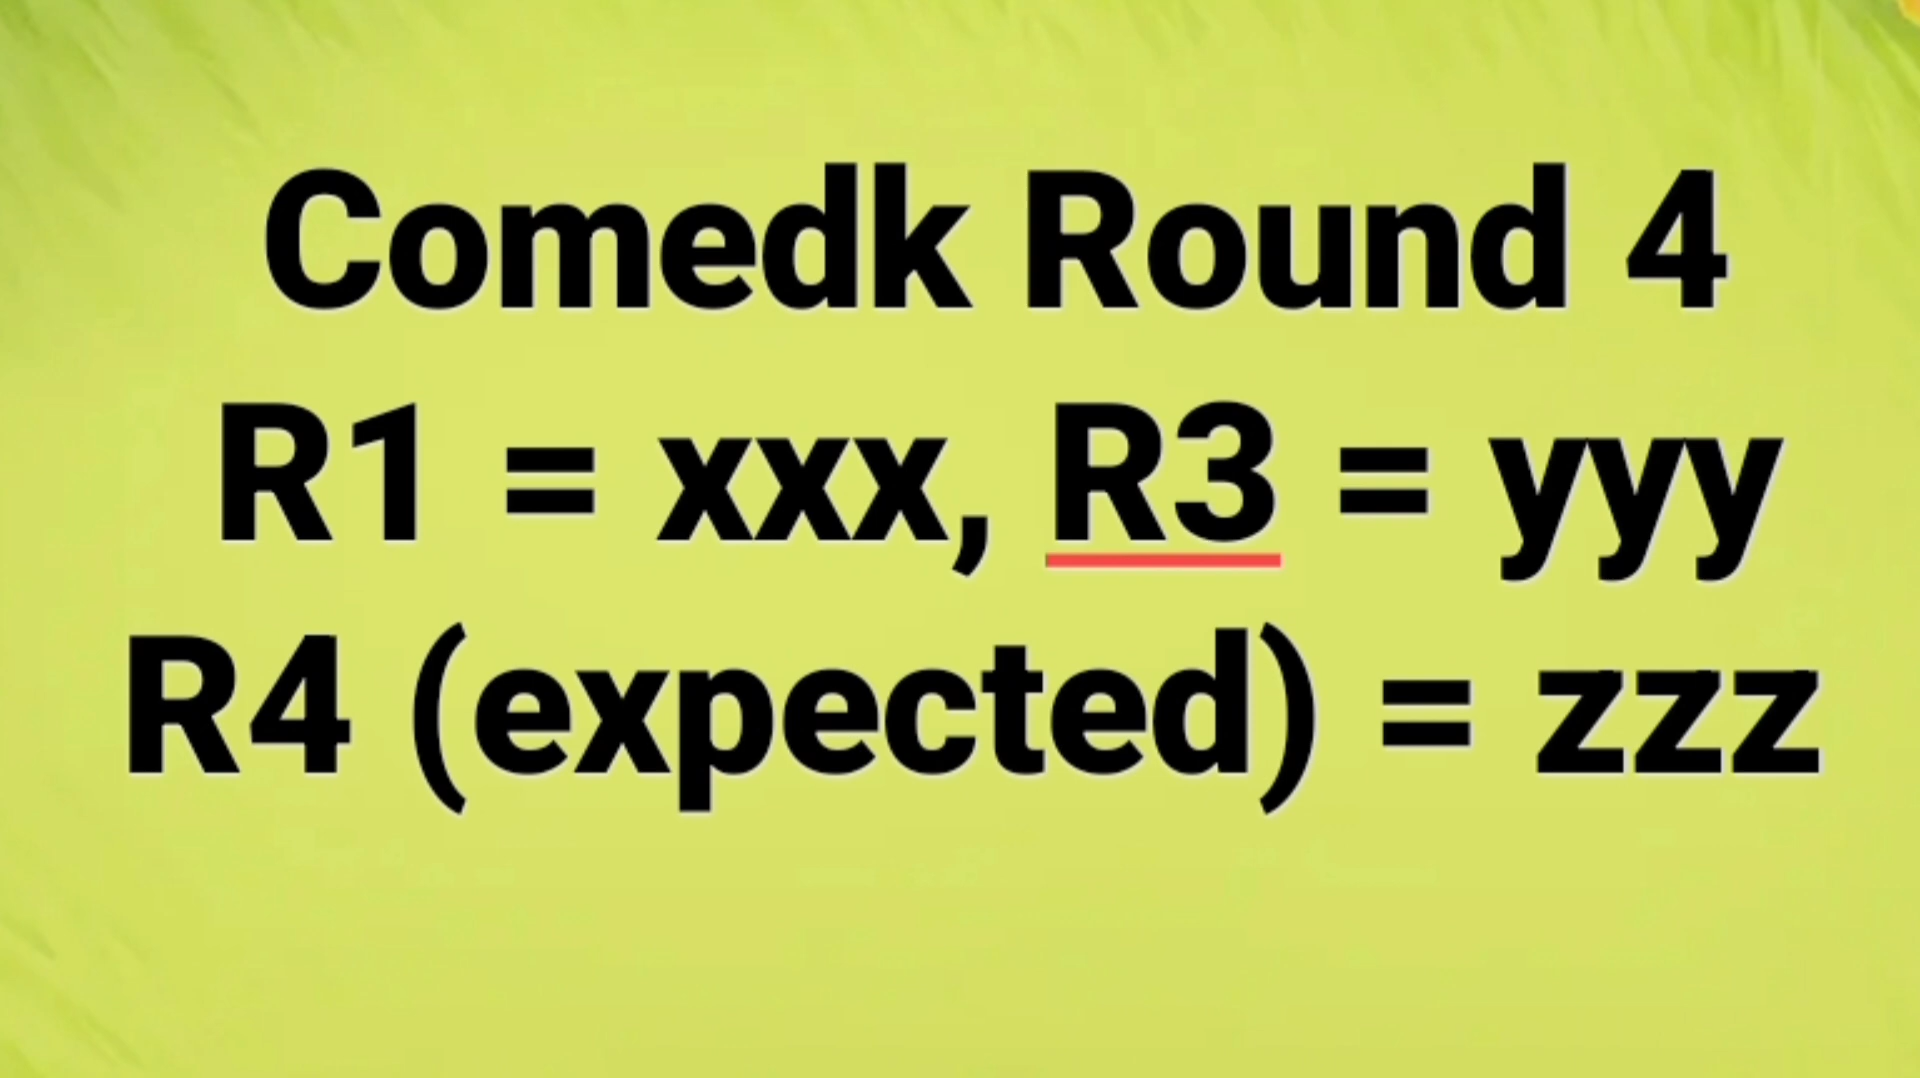 Comedk Round 4
R1 = xxx, R3 = yyy
R4 (expected) = zzz